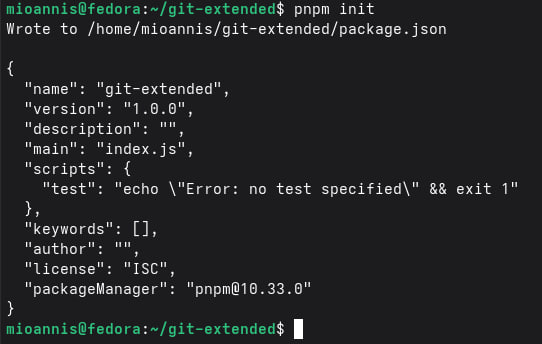 mioannis@fedora:~/git-extended$ pnpm init
Wrote to /home/mioannis/git-extended/package.json

{
  "name": "git-extended",
  "version": "1.0.0",
  "description": "",
  "main": "index.js",
  "scripts": {
    "test": "echo \"Error: no test specified\" && exit 1"
  },
  "keywords": [],
  "author": "",
  "license": "ISC",
  "packageManager": "pnpm@10.33.0"
}
mioannis@fedora:~/git-extended$